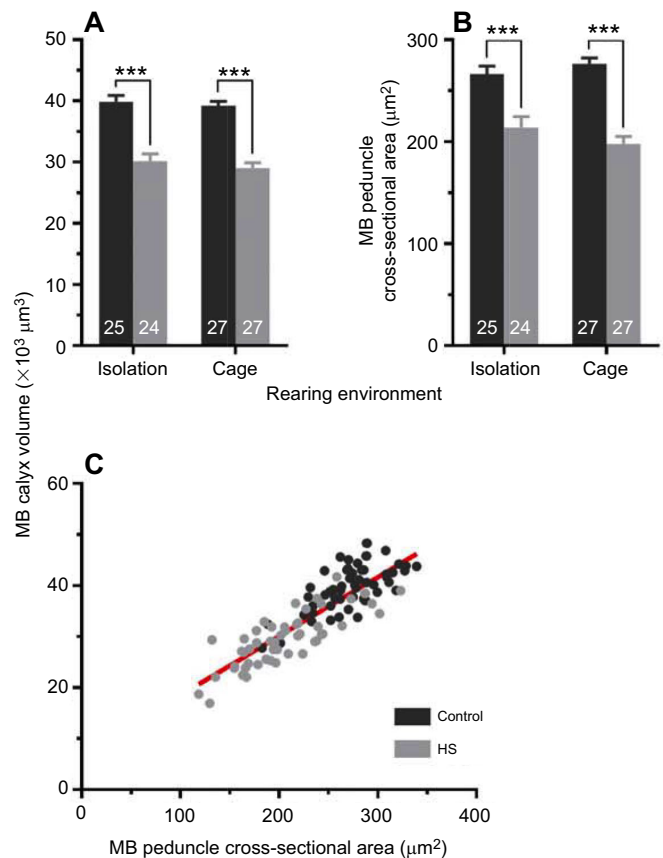 A
50
40
30
20
10
0
***
***
25 24 27 27
Isolation Cage
B
300
200
100
0
MB peduncle
cross-sectional area (μm²)
***
***
25 24 27 27
Isolation Cage
Rearing environment
MB calyx volume (×10³ μm³)
C
60
40
20
0
0 100 200 300 400
Control
HS
MB peduncle cross-sectional area (μm²)